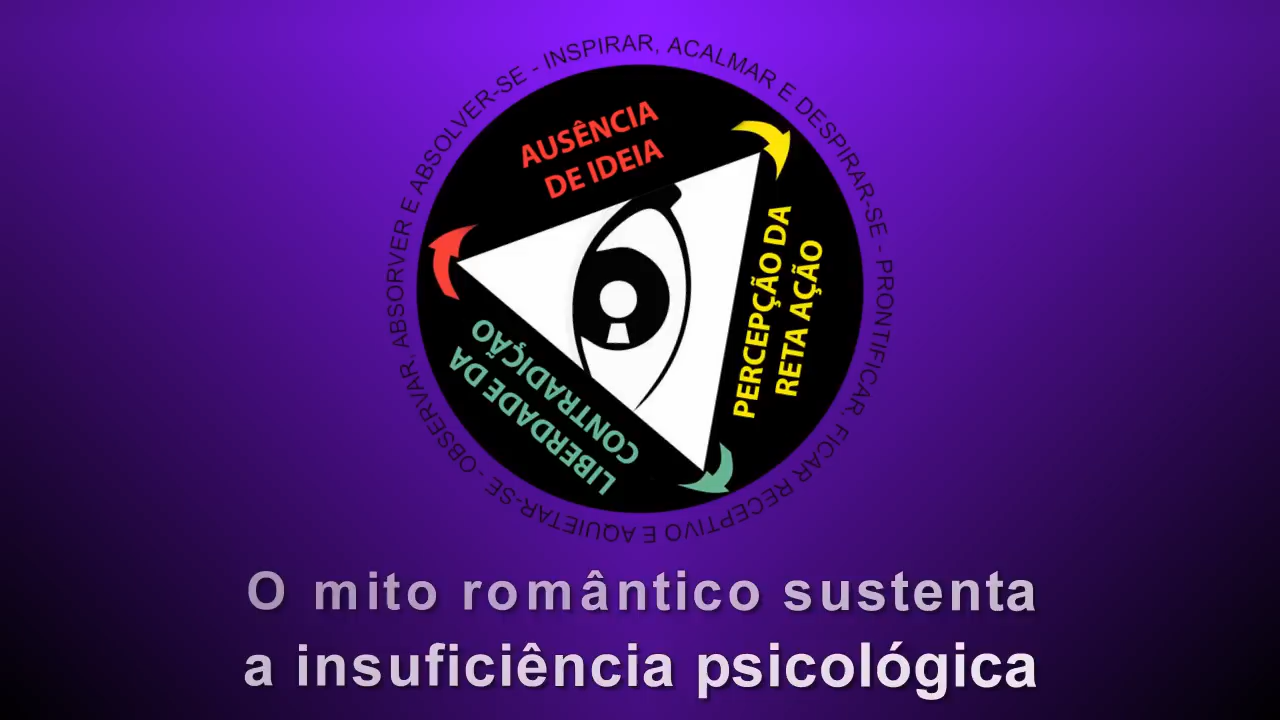 INSPIRAR, ACALMAR E DESPIRAR-SE - PRONTIFICAR, FICAR RECEPTIVO E AQUIETAR-SE - OBSERVAR, ABSORVER E ABSOLVER-SE -
AUSÊNCIA
DE IDEIA
PERCEPÇÃO DA
RETA AÇÃO
LIBERDADE DA
CONTRADIÇÃO
O mito romântico sustenta
a insuficiência psicológica